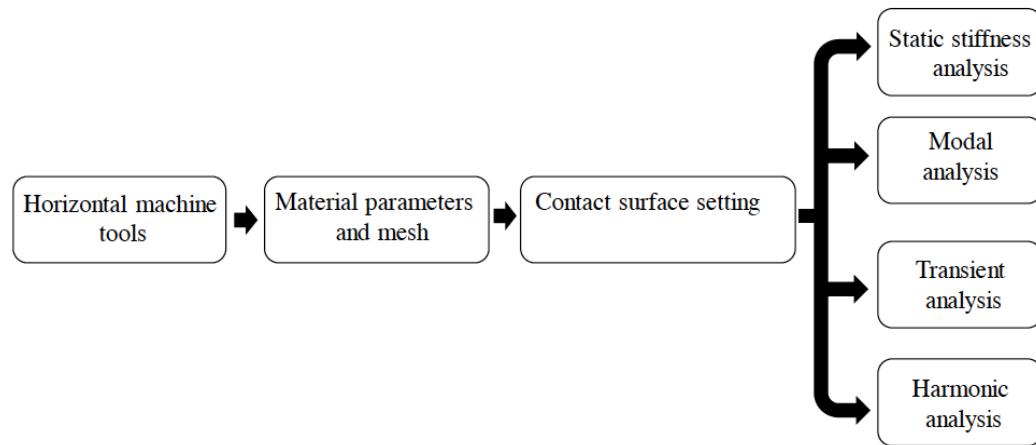 Horizontal machine
tools
Material parameters
and mesh
Contact surface setting
Static stiffness
analysis
Modal
analysis
Transient
analysis
Harmonic
analysis